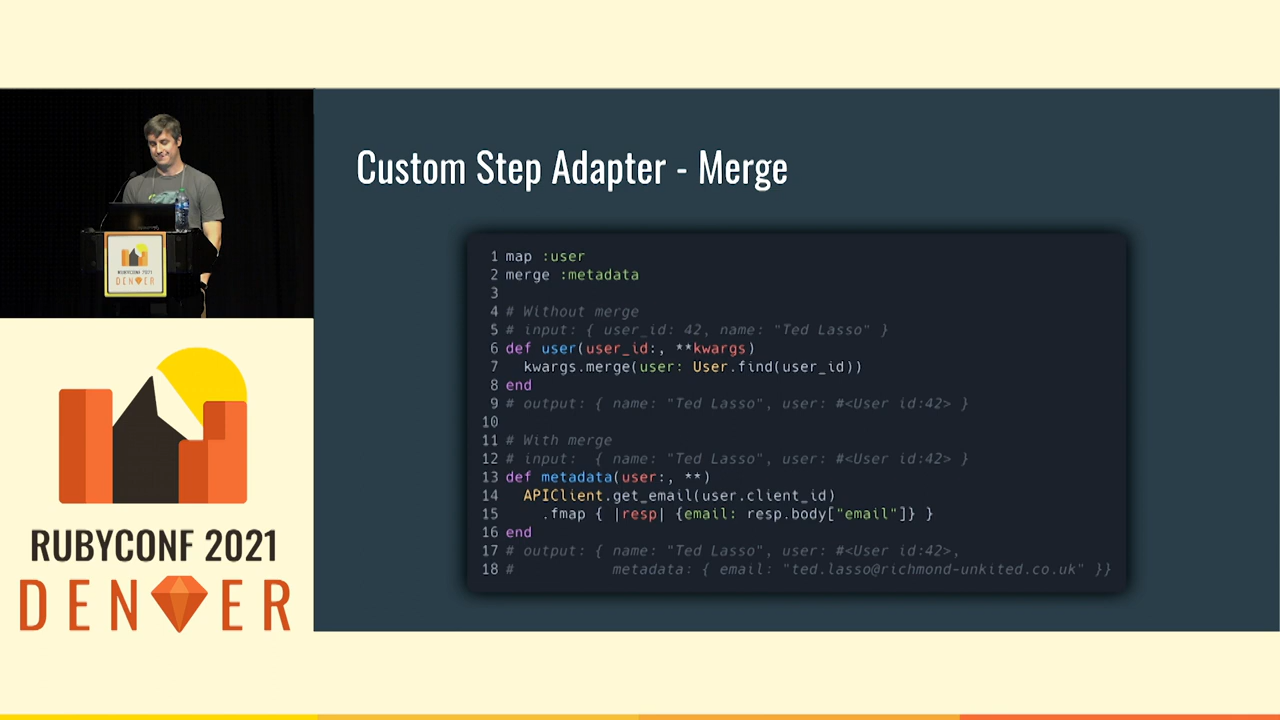 Custom Step Adapter - Merge
1 map :user
2 merge :metadata
3
4 # Without merge
5 # input: { user_id: 42, name: "Ted Lasso" }
6 def user(user_id:, **kwargs)
7 kwargs.merge(user: User.find(user_id))
8 end
9 # output: { name: "Ted Lasso", user: #<User id:42> }
10
11 # With merge
12 # input:  { name: "Ted Lasso", user: #<User id:42> }
13 def metadata(user:, **)
14 APIClient.get_email(user.client_id)
15 .fmap { |resp| {email: resp.body["email"]} }
16 end
17 # output: { name: "Ted Lasso", user: #<User id:42>,
18 # metadata: { email: "ted.lasso@richmond-unkited.co.uk" }}
RUBYCONF 2021
DENVER
RUBYCONF 2021
DENVER